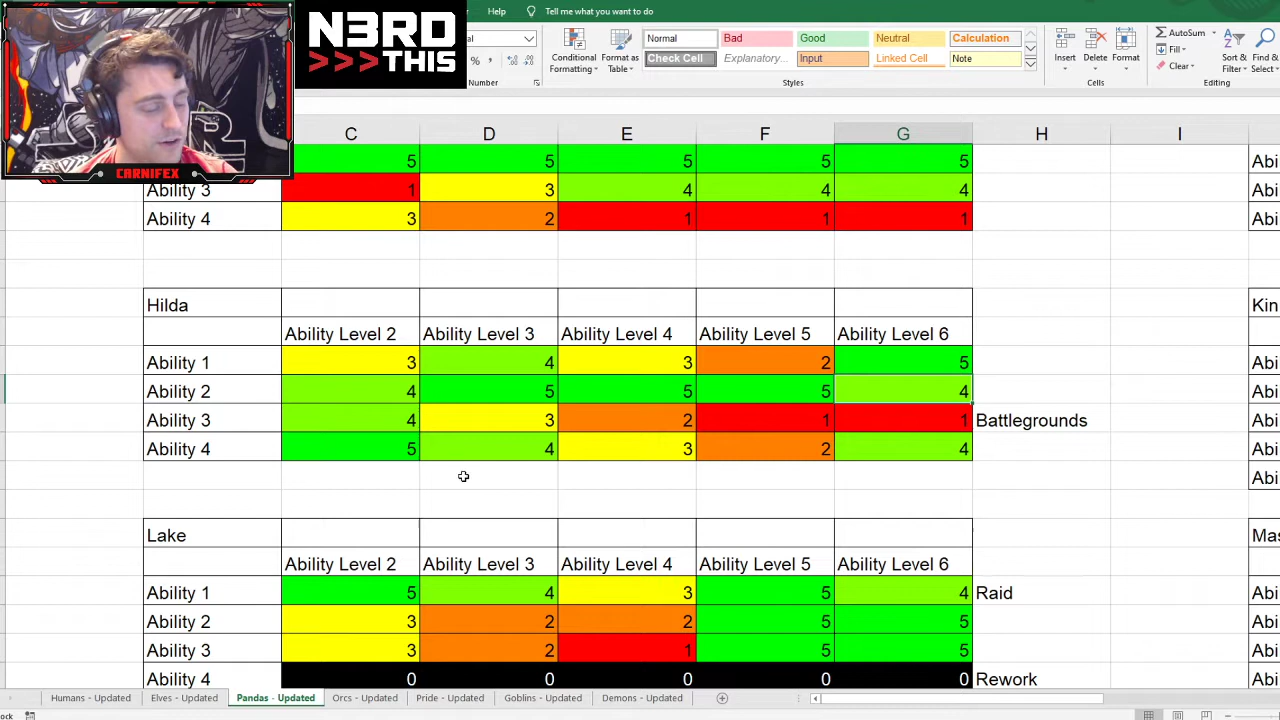 Help Tell me what you want to do
N3RD
>>> THIS
CARNIFEX
Normal Bad Good Neutral Calculation
Check Cell Explanatory... Input Linked Cell Note
Conditional
Formatting
Format as
Table
Insert Delete Format
AutoSum
Fill
Clear
Sort &
Filter
Find &
Select
Number Styles Cells Editing
C D E F G H I
5 5 5 5 5 Abi
Ability 3 1 3 4 4 4 Abi
Ability 4 3 2 1 1 1 Abi
Hilda Kin
Ability Level 2 Ability Level 3 Ability Level 4 Ability Level 5 Ability Level 6
Ability 1 3 4 3 2 5 Abi
Ability 2 4 5 5 5 4 Abi
Ability 3 4 3 2 1 1 Battlegrounds Abi
Ability 4 5 4 3 2 4 Abi
Abi
Lake Mas
Ability Level 2 Ability Level 3 Ability Level 4 Ability Level 5 Ability Level 6
Ability 1 5 4 3 5 4 Raid Abi
Ability 2 3 2 2 5 5 Abi
Ability 3 3 2 1 5 5 Abi
Ability 4 0 0 0 0 0 Rework Abi
Humans - Updated Elves - Updated Pandas - Updated Orcs - Updated Pride - Updated Goblins - Updated Demons - Updated